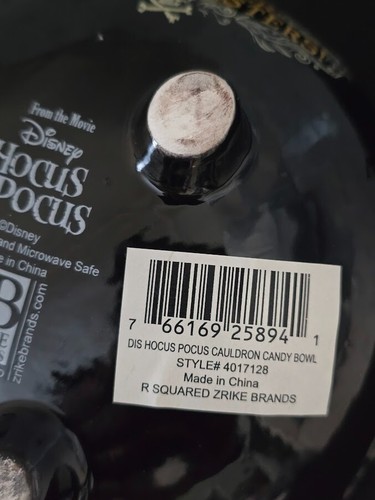 From the Movie
Disney
HOCUS
POCUS
©Disney
and Microwave Safe
in China
zrikebrands.com
7 66169 25894 1
DIS HOCUS POCUS CAULDRON CANDY BOWL
STYLE# 4017128
Made in China
R SQUARED ZRIKE BRANDS